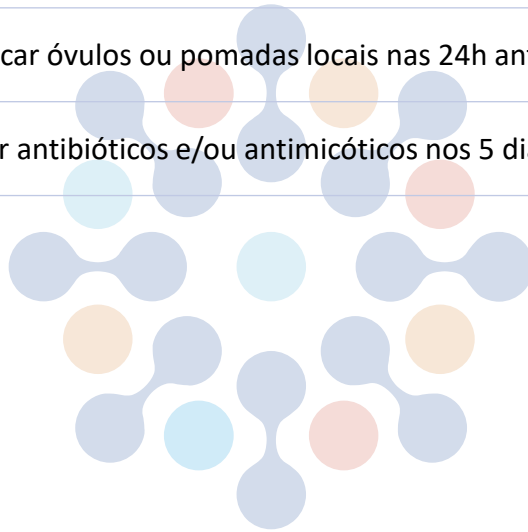 car óvulos ou pomadas locais nas 24h an
r antibióticos e/ou antimicóticos nos 5 di